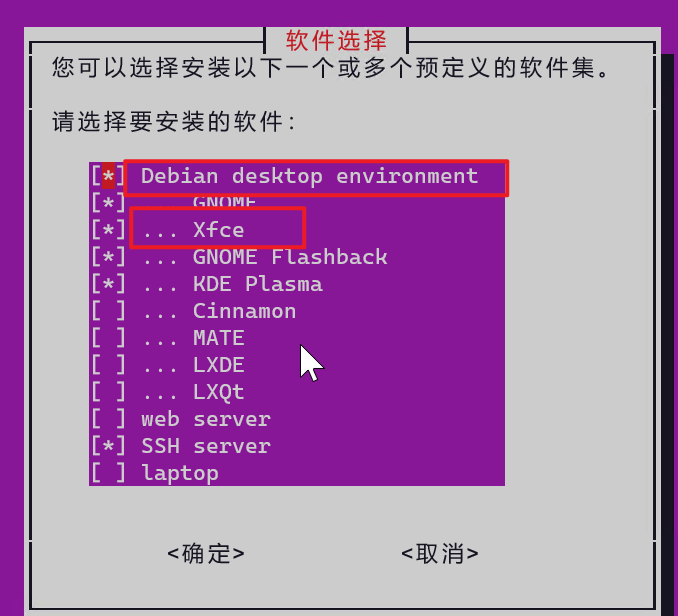 软件选择
您可以选择安装以下一个或多个预定义的软件集。
请选择要安装的软件:
[*] Debian desktop environment
[*] ... GNOME
[*] ... Xfce
[*] ... GNOME Flashback
[*] ... KDE Plasma
[ ] ... Cinnamon
[ ] ... MATE
[ ] ... LXDE
[ ] ... LXQt
[ ] web server
[*] SSH server
[ ] laptop
<确定> <取消>